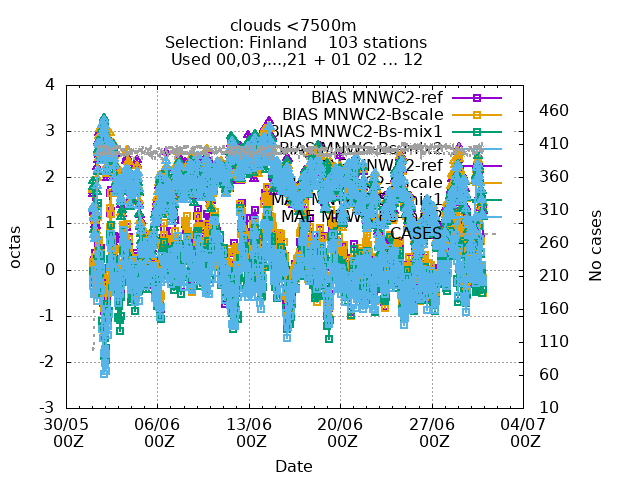 clouds <7500m
Selection: Finland    103 stations
Used 00,03,...,21 + 01 02 ... 12
BIAS MNWC2-ref
BIAS MNWC2-Bscale
BIAS MNWC2-Bs-mix1
4
3
2
1
0
-1
-2
-3
octas
460
410
360
310
260
210
160
110
60
10
No cases
CASES
30/05 06/06 13/06 20/06 27/06 04/07
00Z 00Z 00Z 00Z 00Z 00Z
Date